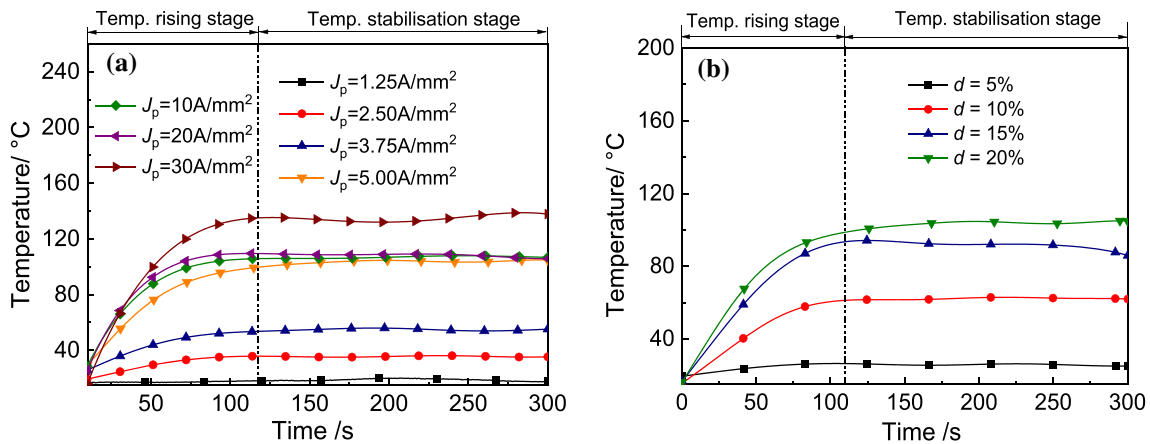 Temp. rising stage Temp. stabilisation stage
(a)
Jp=10A/mm2
Jp=20A/mm2
Jp=30A/mm2
Jp=1.25A/mm2
Jp=2.50A/mm2
Jp=3.75A/mm2
Jp=5.00A/mm2
240
200
160
120
80
40
50 100 150 200 250 300
Temperature/ °C
Time /s
Temp. rising stage Temp. stabilisation stage
(b)
d = 5%
d = 10%
d = 15%
d = 20%
200
160
120
80
40
0 50 100 150 200 250 300
Temperature/ °C
Time /s